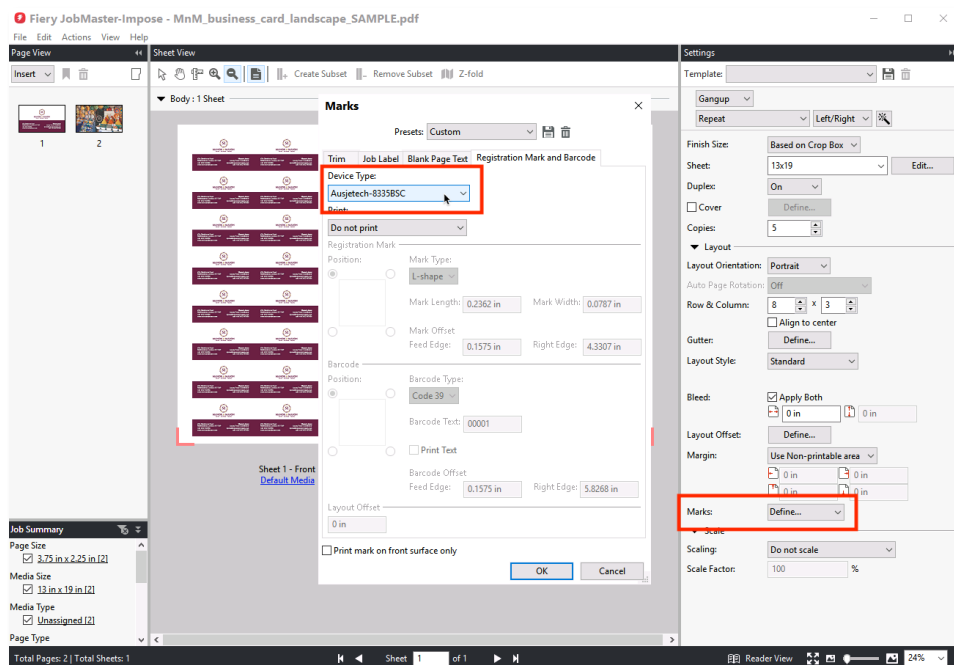 Fiery JobMaster-Impose - MnM_business_card_landscape_SAMPLE.pdf
File Edit Actions View Help
Page View
Sheet View
Settings
Insert
Create Subset
Remove Subset
Z-fold
Template:
Body : 1 Sheet
Gangup
Repeat
Left/Right
1
2
Marks
Presets: Custom
Trim
Job Label
Blank Page Text
Registration Mark and Barcode
Device Type:
Ausjetech-8335BSC
Print:
Do not print
Registration Mark
Position:
Mark Type:
L-shape
Mark Length: 0.2362 in
Mark Width: 0.0787 in
Mark Offset
Feed Edge: 0.1575 in
Right Edge: 4.3307 in
Barcode
Position:
Barcode Type:
Code 39
Barcode Text: 00001
Print Text
Barcode Offset
Feed Edge: 0.1575 in
Right Edge: 5.8268 in
Layout Offset
0 in
Print mark on front surface only
OK
Cancel
Finish Size: Based on Crop Box
Sheet: 13x19
Edit...
Duplex: On
Cover
Define...
Copies: 5
Layout
Layout Orientation: Portrait
Auto Page Rotation: Off
Row & Column: 8 x 3
Align to center
Gutter: Define...
Layout Style: Standard
Bleed: Apply Both
0 in
0 in
Layout Offset: Define...
Margin: Use Non-printable area
0 in
0 in
0 in
0 in
Marks: Define...
Scale
Scaling: Do not scale
Scale Factor: 100 %
Sheet 1 - Front
Default Media
Job Summary
Page Size
3.75 in x 2.25 in [2]
Media Size
13 in x 19 in [2]
Media Type
Unassigned [2]
Page Type
Total Pages: 2 | Total Sheets: 1
Sheet 1 of 1
Reader View
24%